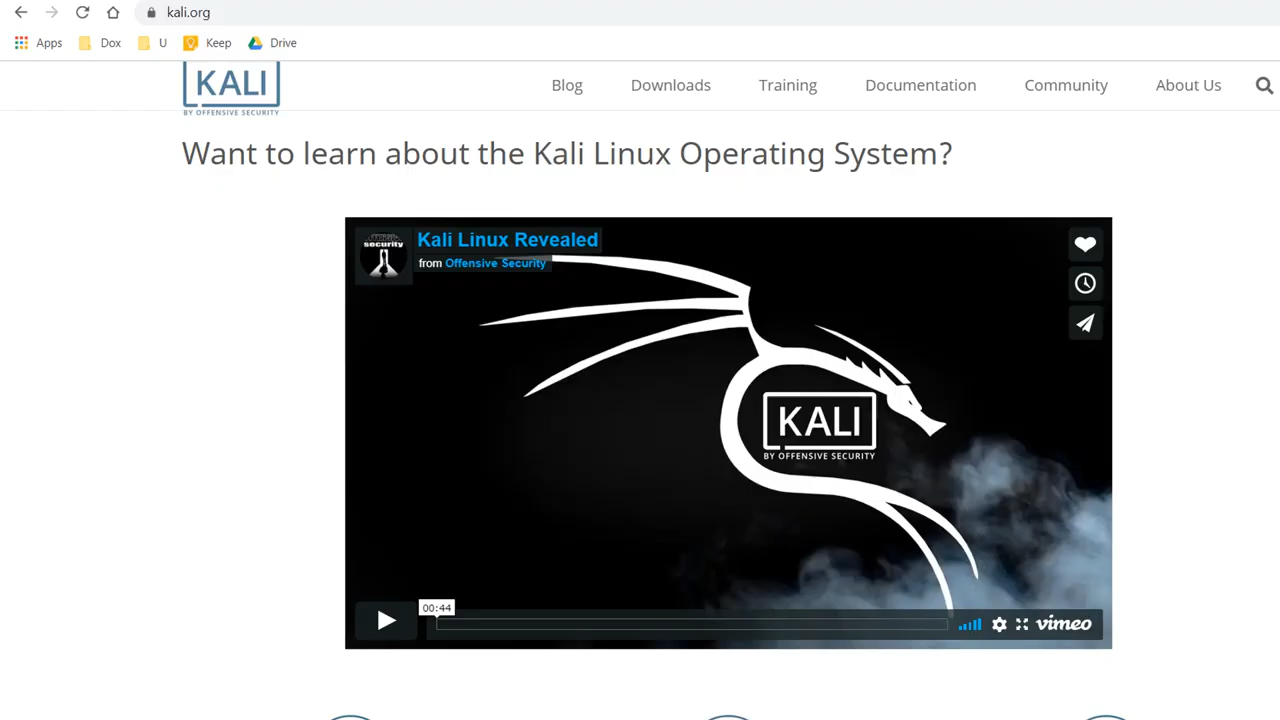 kali.org
Apps Dox U Keep Drive
KALI
BY OFFENSIVE SECURITY
Blog Downloads Training Documentation Community About Us
Want to learn about the Kali Linux Operating System?
security
Kali Linux Revealed
from Offensive Security
KALI
BY OFFENSIVE SECURITY
00:44
vimeo